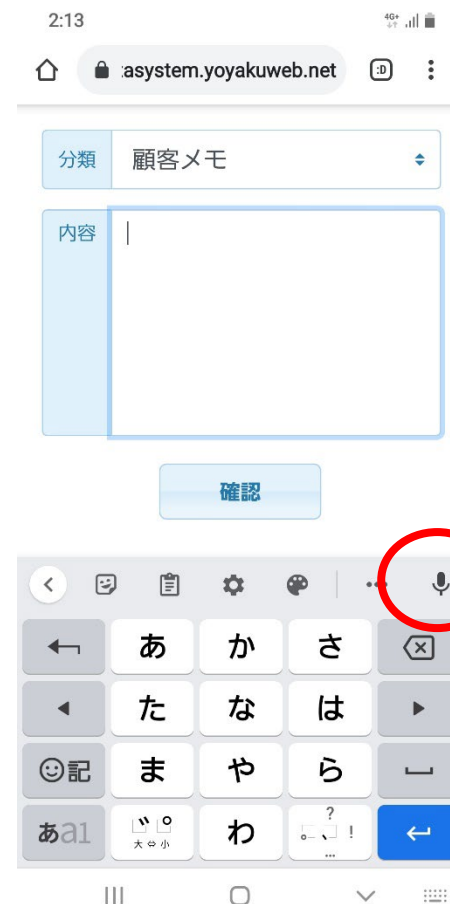 2:13
4G+
:asystem.yoyakuweb.net
:D
分類 顧客メモ
内容
確認
あ か さ
た な は
記 ま や ら
あa1 大⇔小 わ 。、?!…